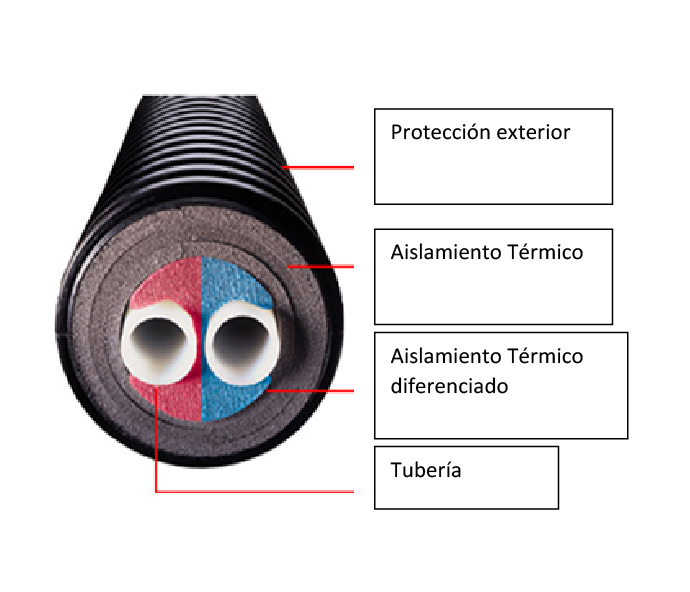 Protección exterior
Aislamiento Térmico
Aislamiento Térmico
diferenciado
Tubería